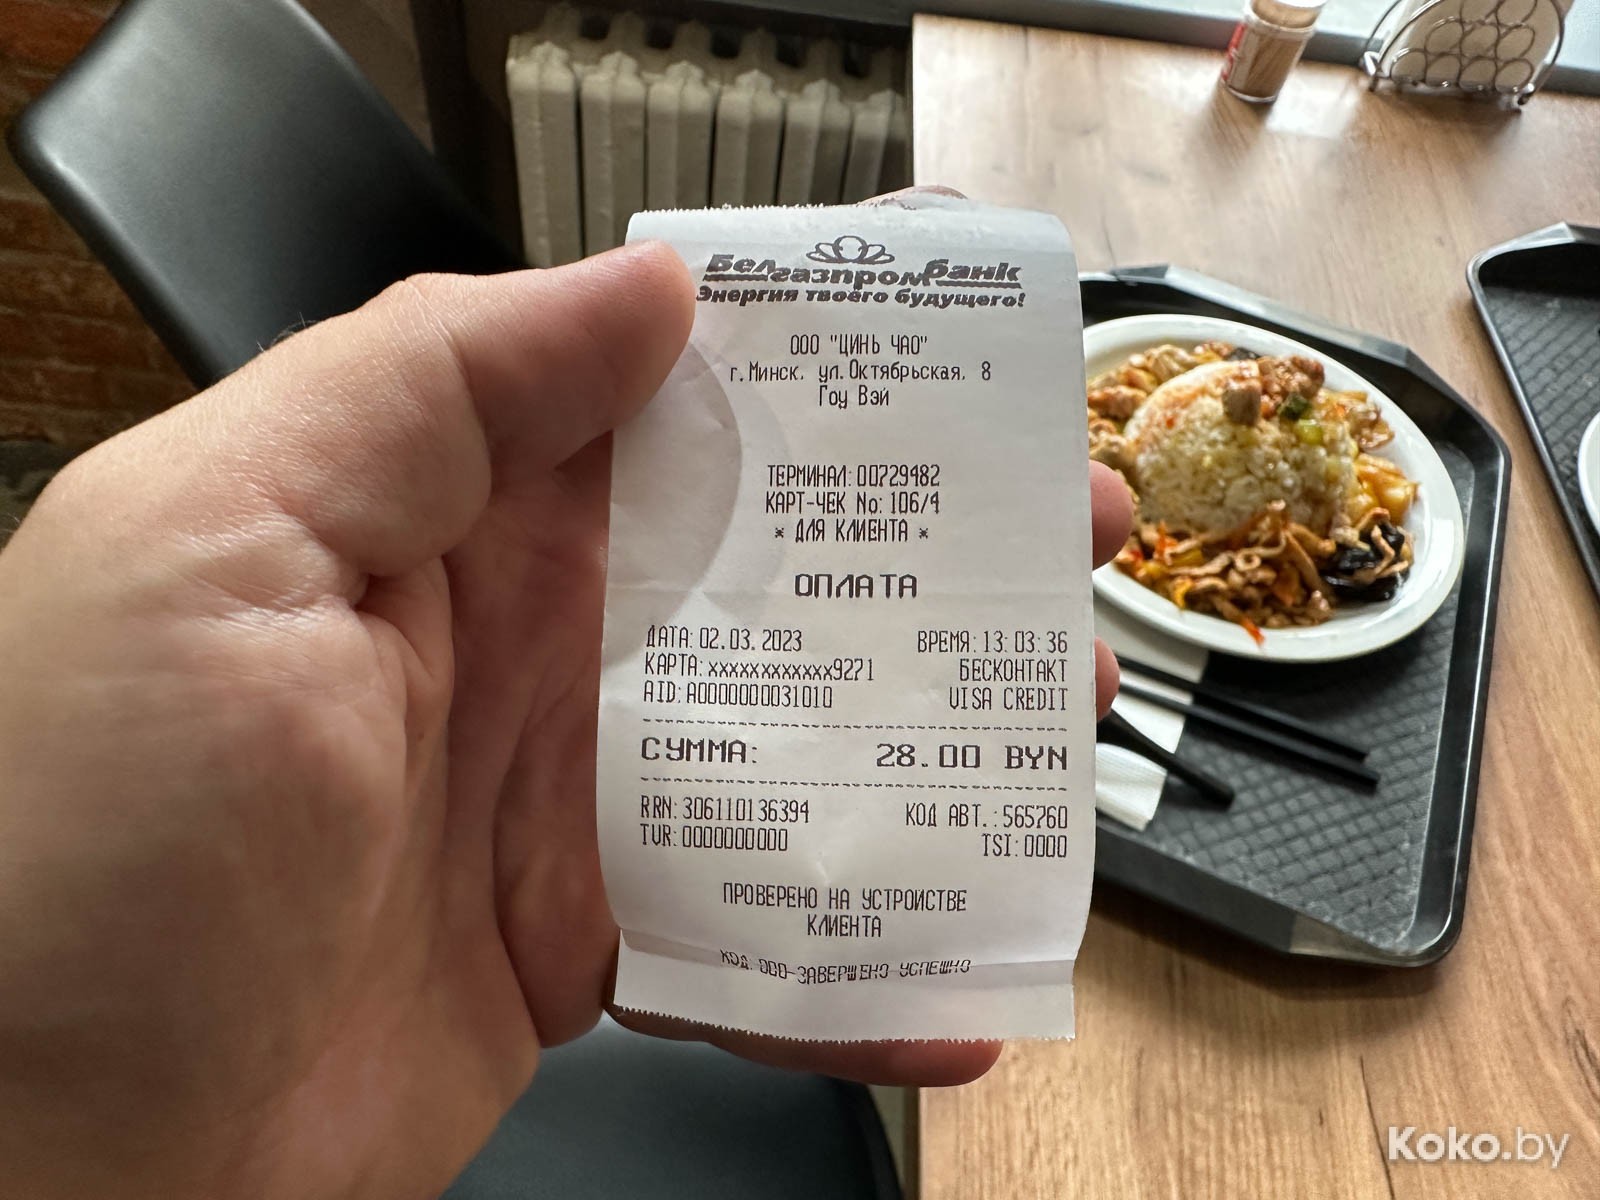 Белгазпромбанк
Энергия твоего будущего!
ООО "ЦИНЬ ЧАО"
г.Минск, ул.Октябрьская, 8
Гоу Вэй
ТЕРМИНАЛ:00729482
КАРТ-ЧЕК No: 106/4
* ДЛЯ КЛИЕНТА *
ОПЛАТА
ДАТА:02.03.2023 ВРЕМЯ:13:03:36
КАРТА:xxxxxxxxxxxx9271 БЕСКОНТАКТ
AID:A0000000031010 VISA CREDIT
СУММА: 28.00 BYN
RRN:306110136394 КОД АВТ.:565760
TVR:0000000000 TSI:0000
ПРОВЕРЕНО НА УСТРОЙСТВЕ
КЛИЕНТА
КОД 000-ЗАВЕРШЕНО УСПЕШНО
Koko.by